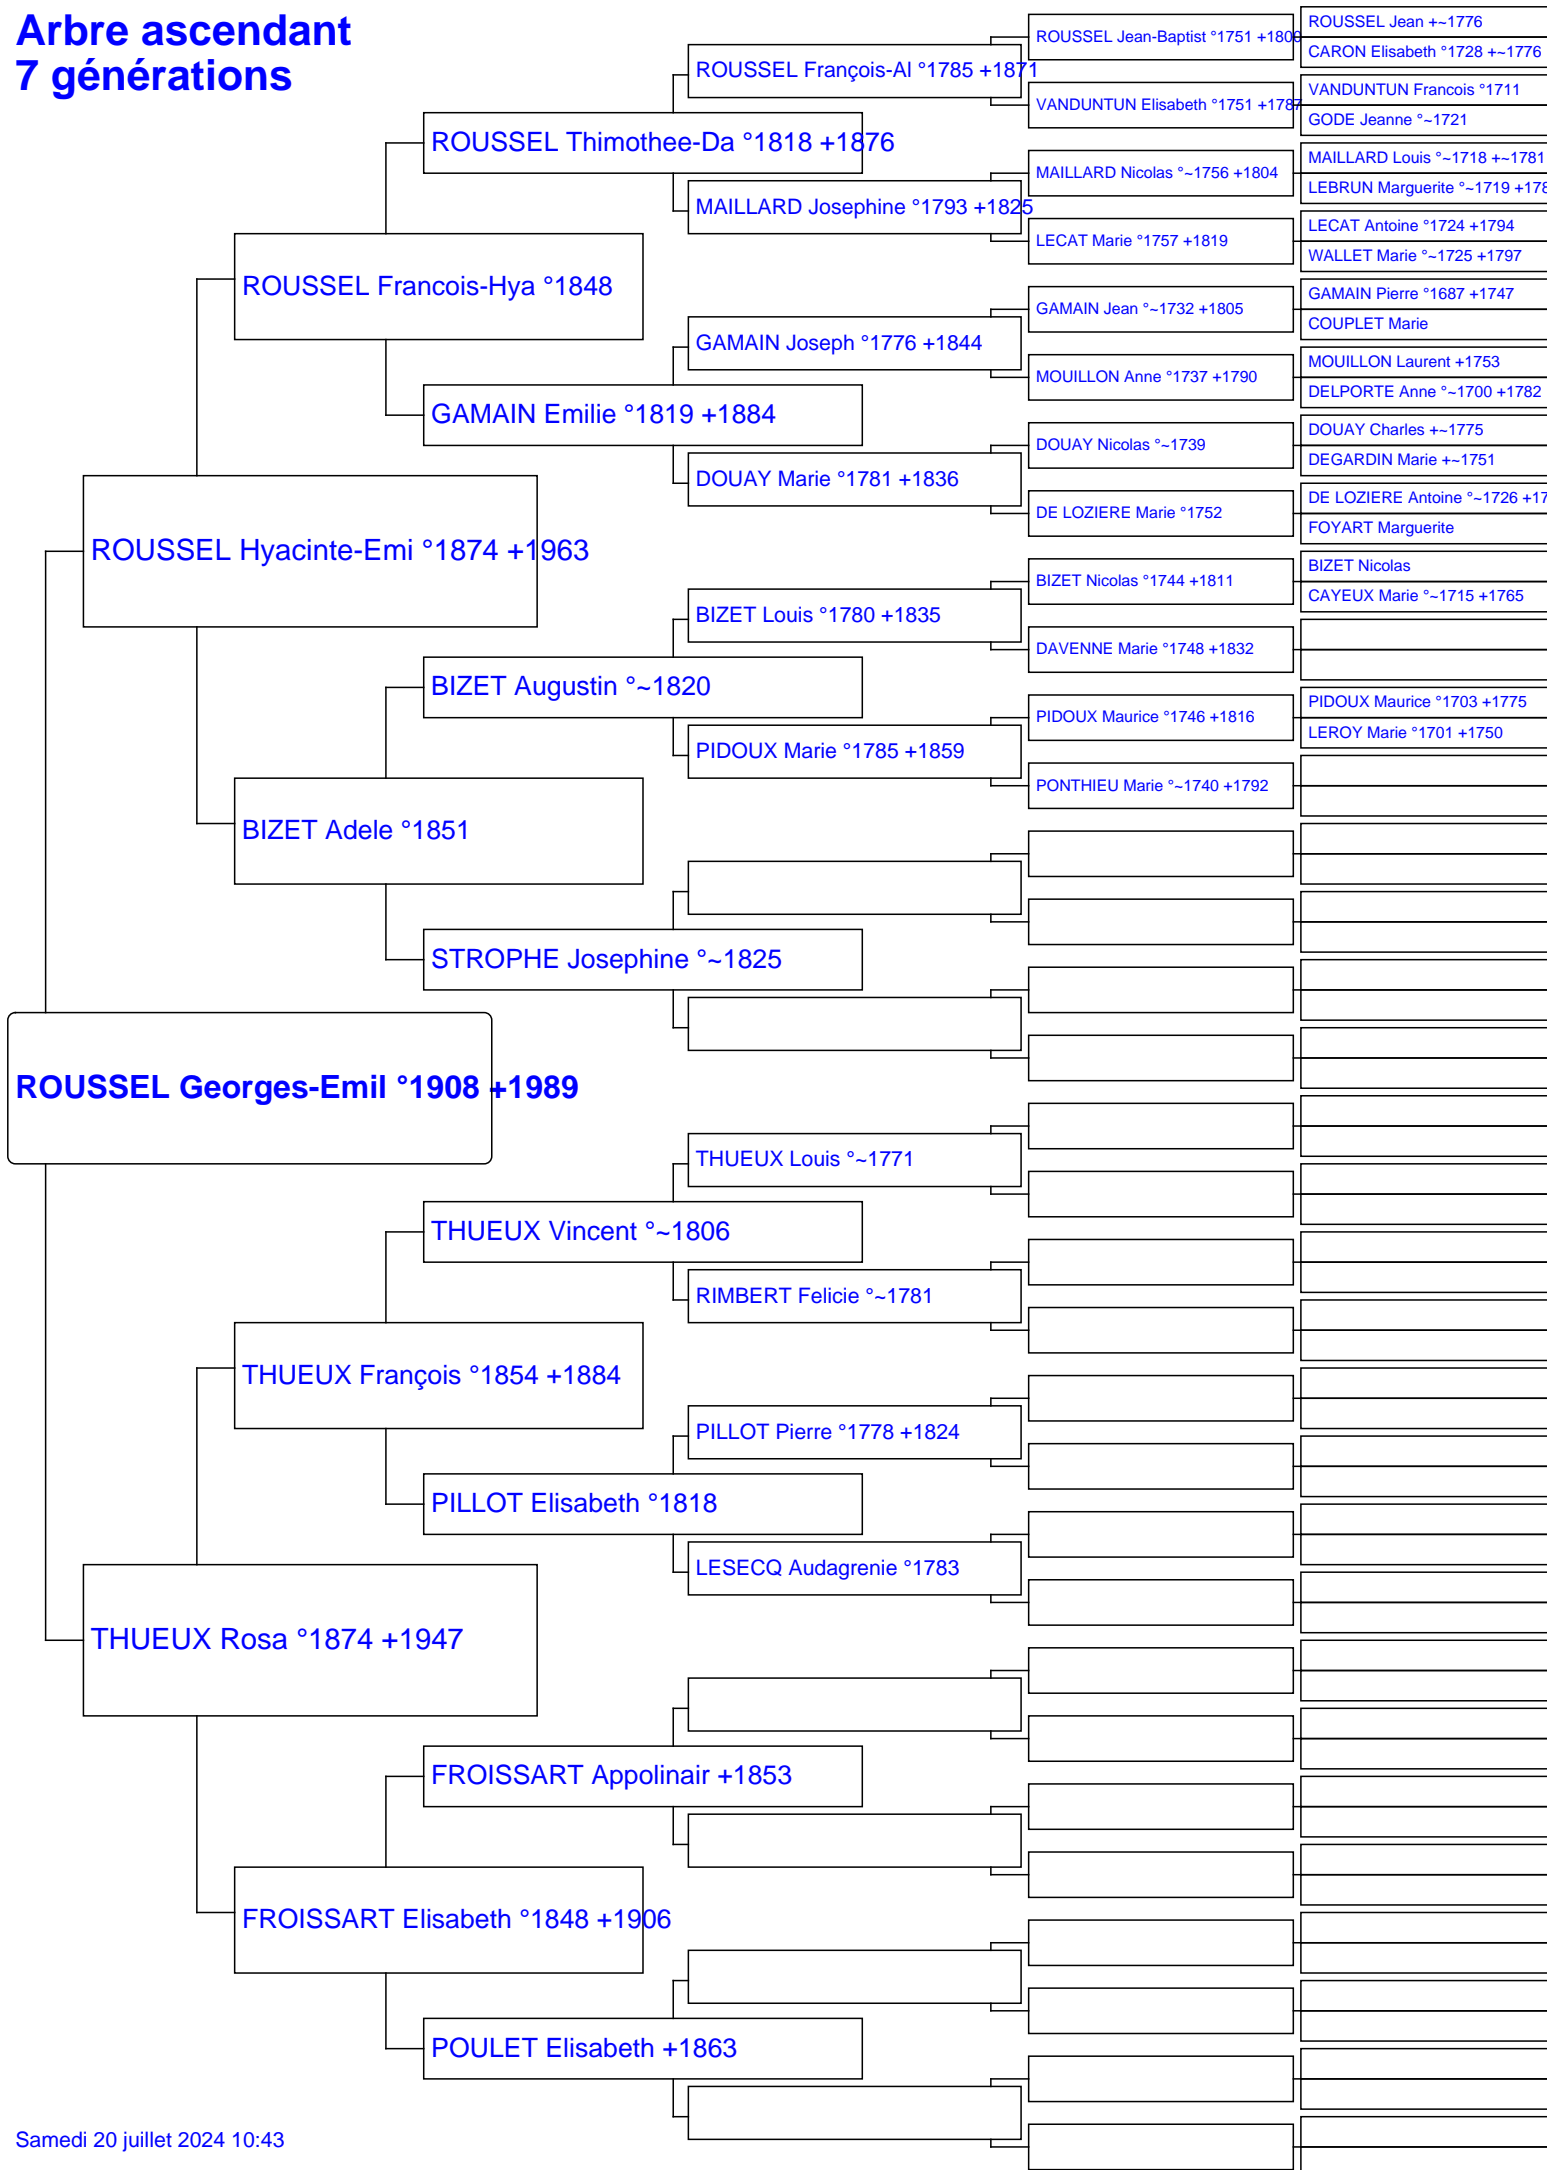 Arbre ascendant
7 générations
ROUSSEL Georges-Emil °1908 +1989
ROUSSEL Hyacinte-Emi °1874 +1963
THUEUX Rosa °1874 +1947
ROUSSEL Francois-Hya °1848
BIZET Adele °1851
THUEUX François °1854 +1884
FROISSART Elisabeth °1848 +1906
ROUSSEL Thimothee-Da °1818 +1876
GAMAIN Emilie °1819 +1884
BIZET Augustin °~1820
STROPHE Josephine °~1825
THUEUX Vincent °~1806
PILLOT Elisabeth °1818
FROISSART Appolinair +1853
POULET Elisabeth +1863
ROUSSEL François-Al °1785 +1871
MAILLARD Josephine °1793 +1825
GAMAIN Joseph °1776 +1844
DOUAY Marie °1781 +1836
BIZET Louis °1780 +1835
PIDOUX Marie °1785 +1859
THUEUX Louis °~1771
RIMBERT Felicie °~1781
PILLOT Pierre °1778 +1824
LESECQ Audagrenie °1783
ROUSSEL Jean-Baptist °1751
VANDUNTUN Elisabeth °1751 +1787
MAILLARD Nicolas °~1756 +1804
LECAT Marie °1757 +1819
GAMAIN Jean °~1732 +1805
MOUILLON Anne °1737 +1790
DOUAY Nicolas °~1739
DE LOZIERE Marie °1752
BIZET Nicolas °1744 +1811
DAVENNE Marie °1748 +1832
PIDOUX Maurice °1746 +1816
PONTHIEU Marie °~1740 +1792
ROUSSEL Jean +~1776
CARON Elisabeth °1728 +~1776
VANDUNTUN Francois °1711
GODE Jeanne °~1721
MAILLARD Louis °~1718 +~1781
LEBRUN Marguerite °~1719 +178
LECAT Antoine °1724 +1794
WALLET Marie °~1725 +1797
GAMAIN Pierre °1687 +1747
COUPLET Marie
MOUILLON Laurent +1753
DELPORTE Anne °~1700 +1782
DOUAY Charles +~1775
DEGARDIN Marie +~1751
DE LOZIERE Antoine °~1726 +17
FOYART Marguerite
BIZET Nicolas
CAYEUX Marie °~1715 +1765
PIDOUX Maurice °1703 +1775
LEROY Marie °1701 +1750
Samedi 20 juillet 2024 10:43